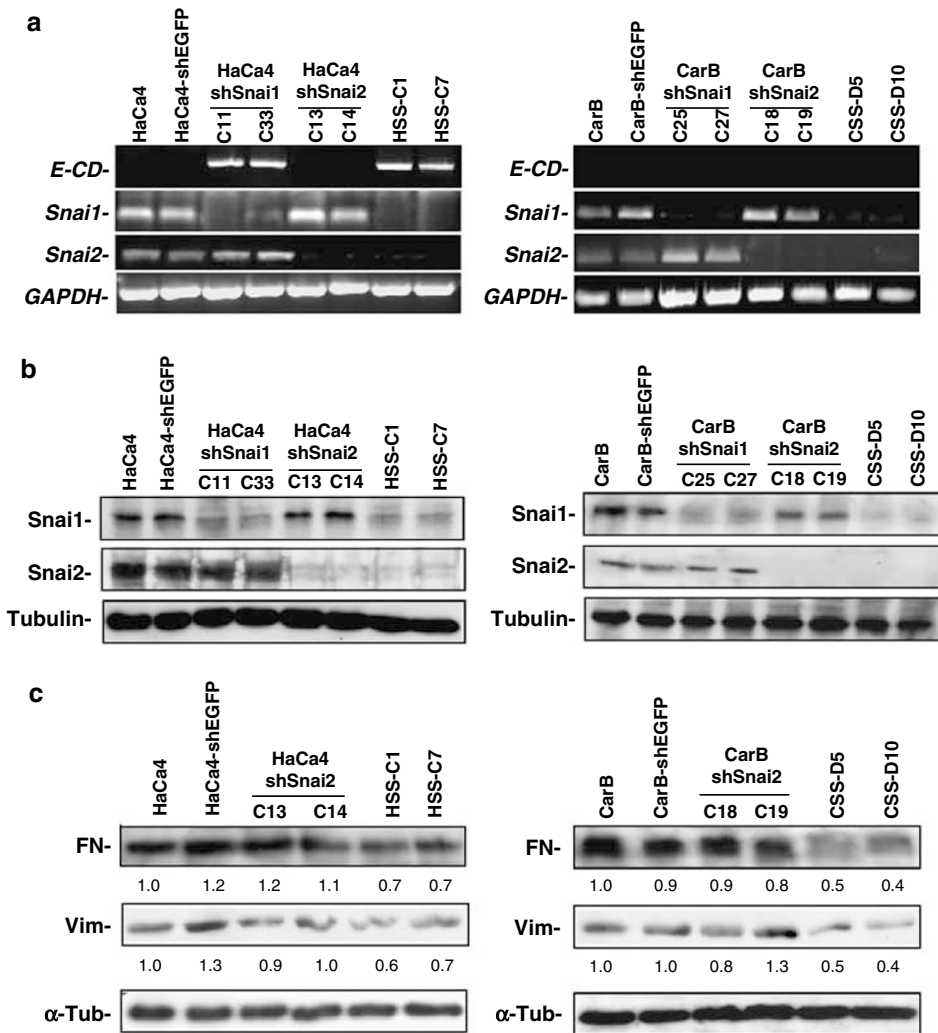 a
HaCa4
HaCa4-shEGFP
HaCa4
shSnai1
C11 C33
HaCa4
shSnai2
C13 C14
HSS-C1
HSS-C7
E-CD-
Snai1-
Snai2-
GAPDH-
CarB
CarB-shEGFP
CarB
shSnai1
C25 C27
CarB
shSnai2
C18 C19
CSS-D5
CSS-D10
E-CD-
Snai1-
Snai2-
GAPDH-
b
HaCa4
HaCa4-shEGFP
HaCa4
shSnai1
C11 C33
HaCa4
shSnai2
C13 C14
HSS-C1
HSS-C7
Snai1-
Snai2-
Tubulin-
CarB
CarB-shEGFP
CarB
shSnai1
C25 C27
CarB
shSnai2
C18 C19
CSS-D5
CSS-D10
Snai1-
Snai2-
Tubulin-
c
HaCa4
HaCa4-shEGFP
HaCa4
shSnai2
C13 C14
HSS-C1
HSS-C7
FN-
1.0 1.2 1.2 1.1 0.7 0.7
Vim-
1.0 1.3 0.9 1.0 0.6 0.7
α-Tub-
CarB
CarB-shEGFP
CarB
shSnai2
C18 C19
CSS-D5
CSS-D10
FN-
1.0 0.9 0.9 0.8 0.5 0.4
Vim-
1.0 1.0 0.8 1.3 0.5 0.4
α-Tub-